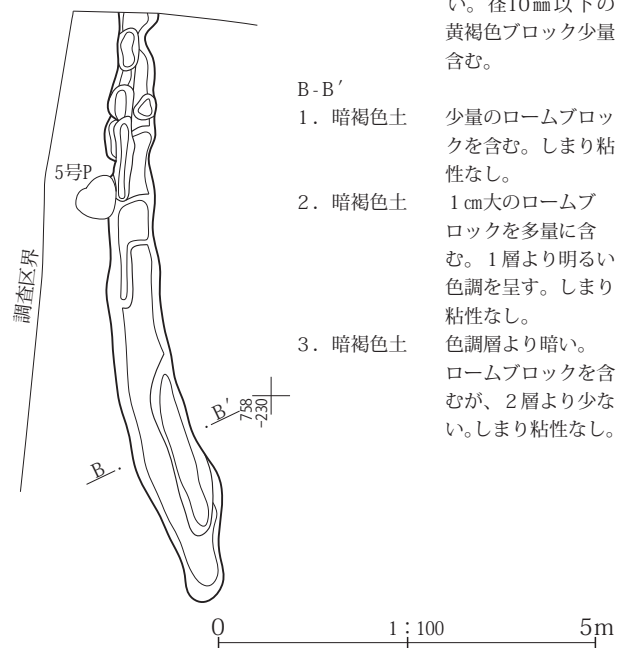 い。径10㎜以下の
黄褐色ブロック少量
含む。
B-B′
1．暗褐色土　少量のロームブロッ
クを含む。しまり粘
性なし。
2．暗褐色土　1㎝大のロームブ
ロックを多量に含
む。1層より明るい
色調を呈す。しまり
粘性なし。
3．暗褐色土　色調層より暗い。
ロームブロックを含
むが、2層より少な
い。しまり粘性なし。
5号P
調査区界
B′
758
-230
B
0　1：100　5m